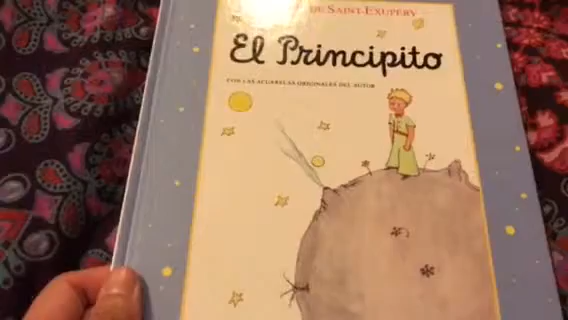 DE SAINT-EXUPÉRY
El Principito
CON LAS ACUARELAS ORIGINALES DEL AUTOR